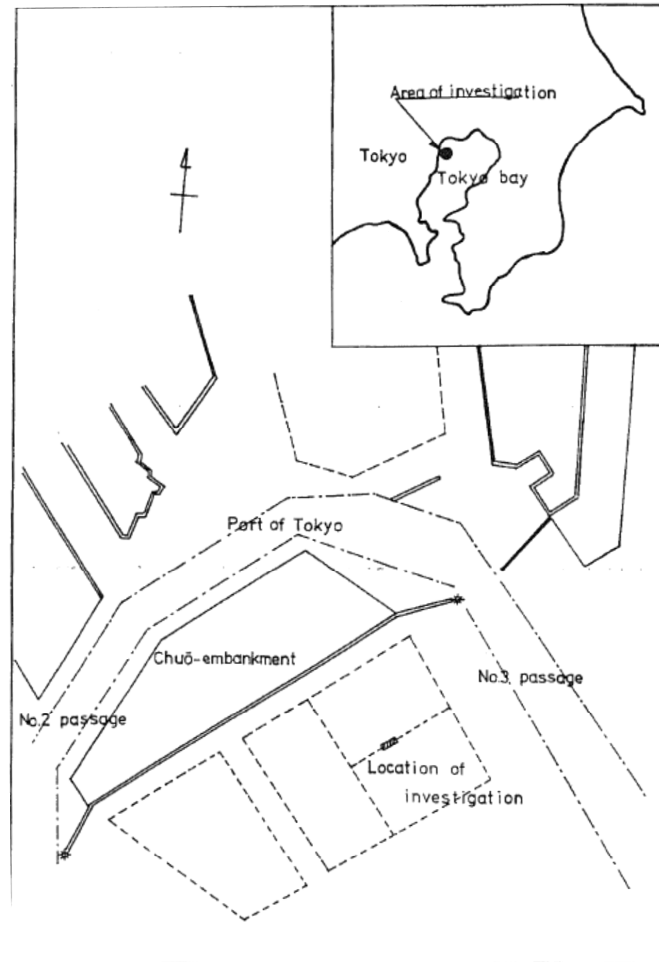 Area of investigation
Tokyo
Tokyo bay
Port of Tokyo
Chuō-embankment
No.3. passage
No.2 passage
Location of
investigation